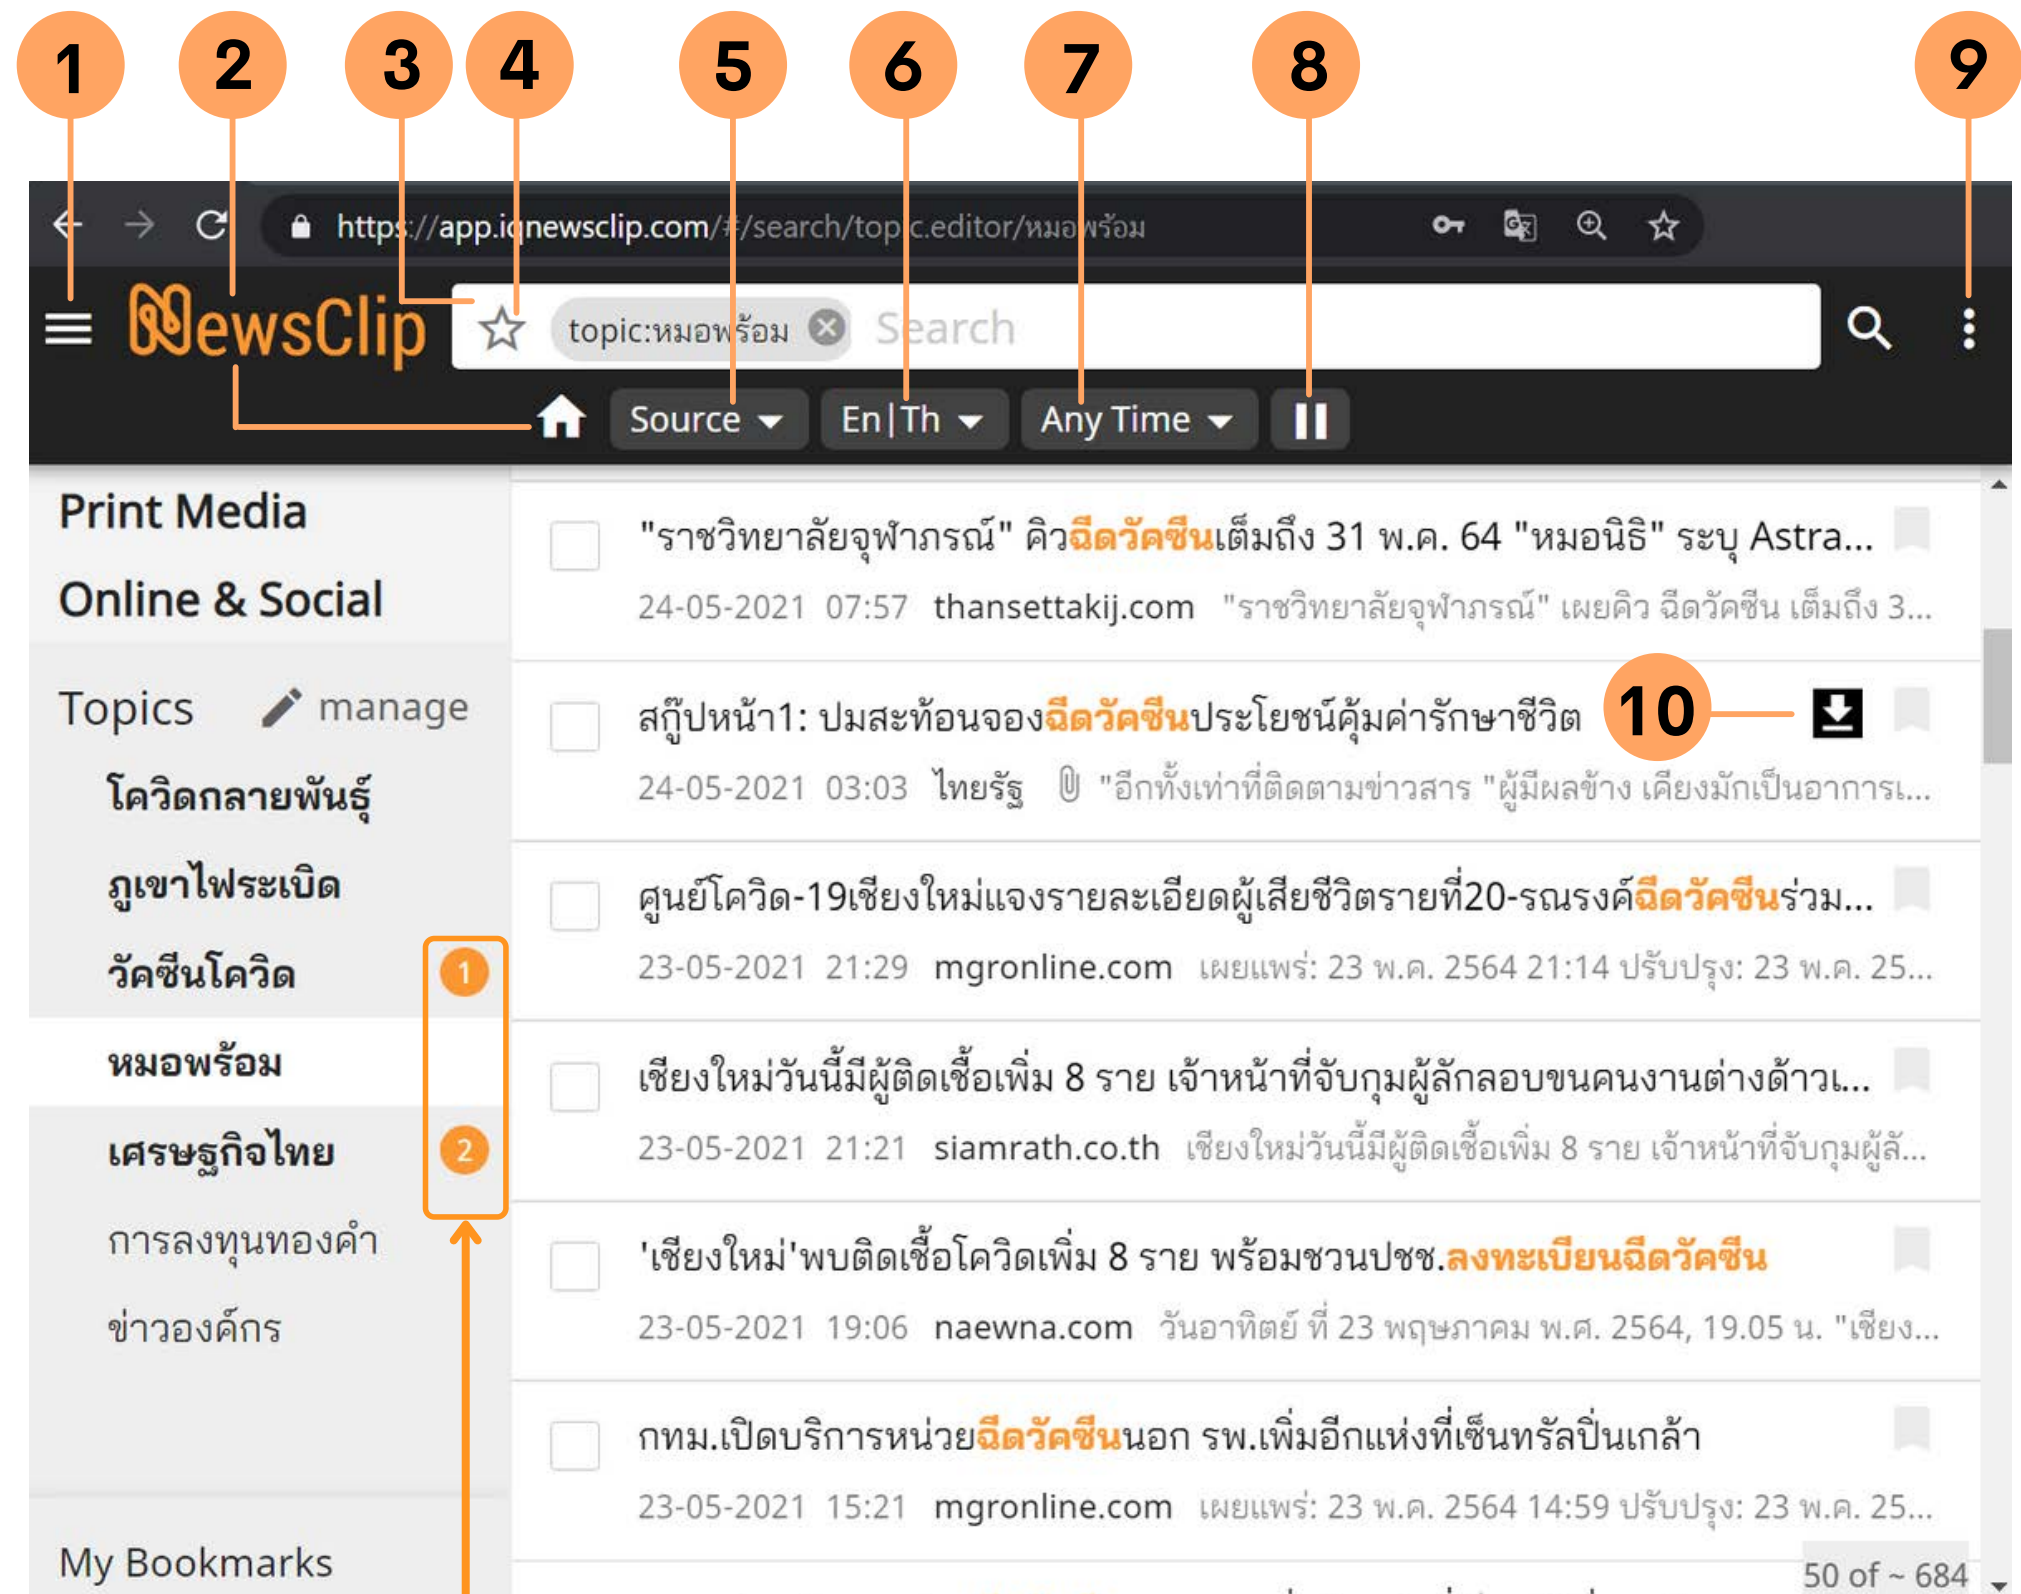 1 2 3 4 5 6 7 8 9
https://app.iqnewsclip.com/#/search/topic.editor/หมอพร้อม
NewsClip
topic:หมอพร้อม Search
Source En|Th Any Time
Print Media
Online & Social
Topics manage
โควิดกลายพันธุ์
ภูเขาไฟระเบิด
วัคซีนโควิด 1
หมอพร้อม
เศรษฐกิจไทย 2
การลงทุนทองคำ
ข่าวองค์กร
My Bookmarks
"ราชวิทยาลัยจุฬาภรณ์" คิวฉีดวัคซีนเต็มถึง 31 พ.ค. 64 "หมอนิธิ" ระบุ Astra...
24-05-2021 07:57 thansettakij.com "ราชวิทยาลัยจุฬาภรณ์" เผยคิว ฉีดวัคซีน เต็มถึง 3...
สกู๊ปหน้า1: ปมสะท้อนจองฉีดวัคซีนประโยชน์คุ้มค่ารักษาชีวิต 10
24-05-2021 03:03 ไทยรัฐ "อีกทั้งเท่าที่ติดตามข่าวสาร "ผู้มีผลข้าง เคียงมักเป็นอาการเ...
ศูนย์โควิด-19เชียงใหม่แจงรายละเอียดผู้เสียชีวิตรายที่20-รณรงค์ฉีดวัคซีนร่วม...
23-05-2021 21:29 mgronline.com เผยแพร่: 23 พ.ค. 2564 21:14 ปรับปรุง: 23 พ.ค. 25...
เชียงใหม่วันนี้มีผู้ติดเชื้อเพิ่ม 8 ราย เจ้าหน้าที่จับกุมผู้ลักลอบขนคนงานต่างด้าวเ...
23-05-2021 21:21 siamrath.co.th เชียงใหม่วันนี้มีผู้ติดเชื้อเพิ่ม 8 ราย เจ้าหน้าที่จับกุมผู้ลั...
'เชียงใหม่'พบติดเชื้อโควิดเพิ่ม 8 ราย พร้อมชวนปชช.ลงทะเบียนฉีดวัคซีน
23-05-2021 19:06 naewna.com วันอาทิตย์ ที่ 23 พฤษภาคม พ.ศ. 2564, 19.05 น. "เชียง...
กทม.เปิดบริการหน่วยฉีดวัคซีนนอก รพ.เพิ่มอีกแห่งที่เซ็นทรัลปิ่นเกล้า
23-05-2021 15:21 mgronline.com เผยแพร่: 23 พ.ค. 2564 14:59 ปรับปรุง: 23 พ.ค. 25...
50 of ~ 684